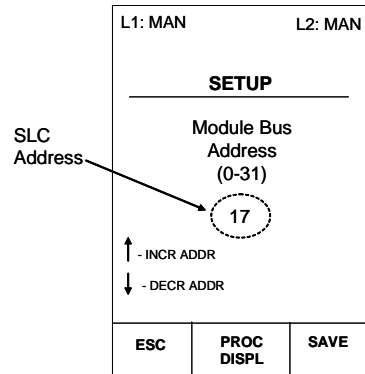 L1: MAN L2: MAN
SETUP
SLC
Address
Module Bus
Address
(0-31)
17
- INCR ADDR
- DECR ADDR
ESC PROC DISPL SAVE